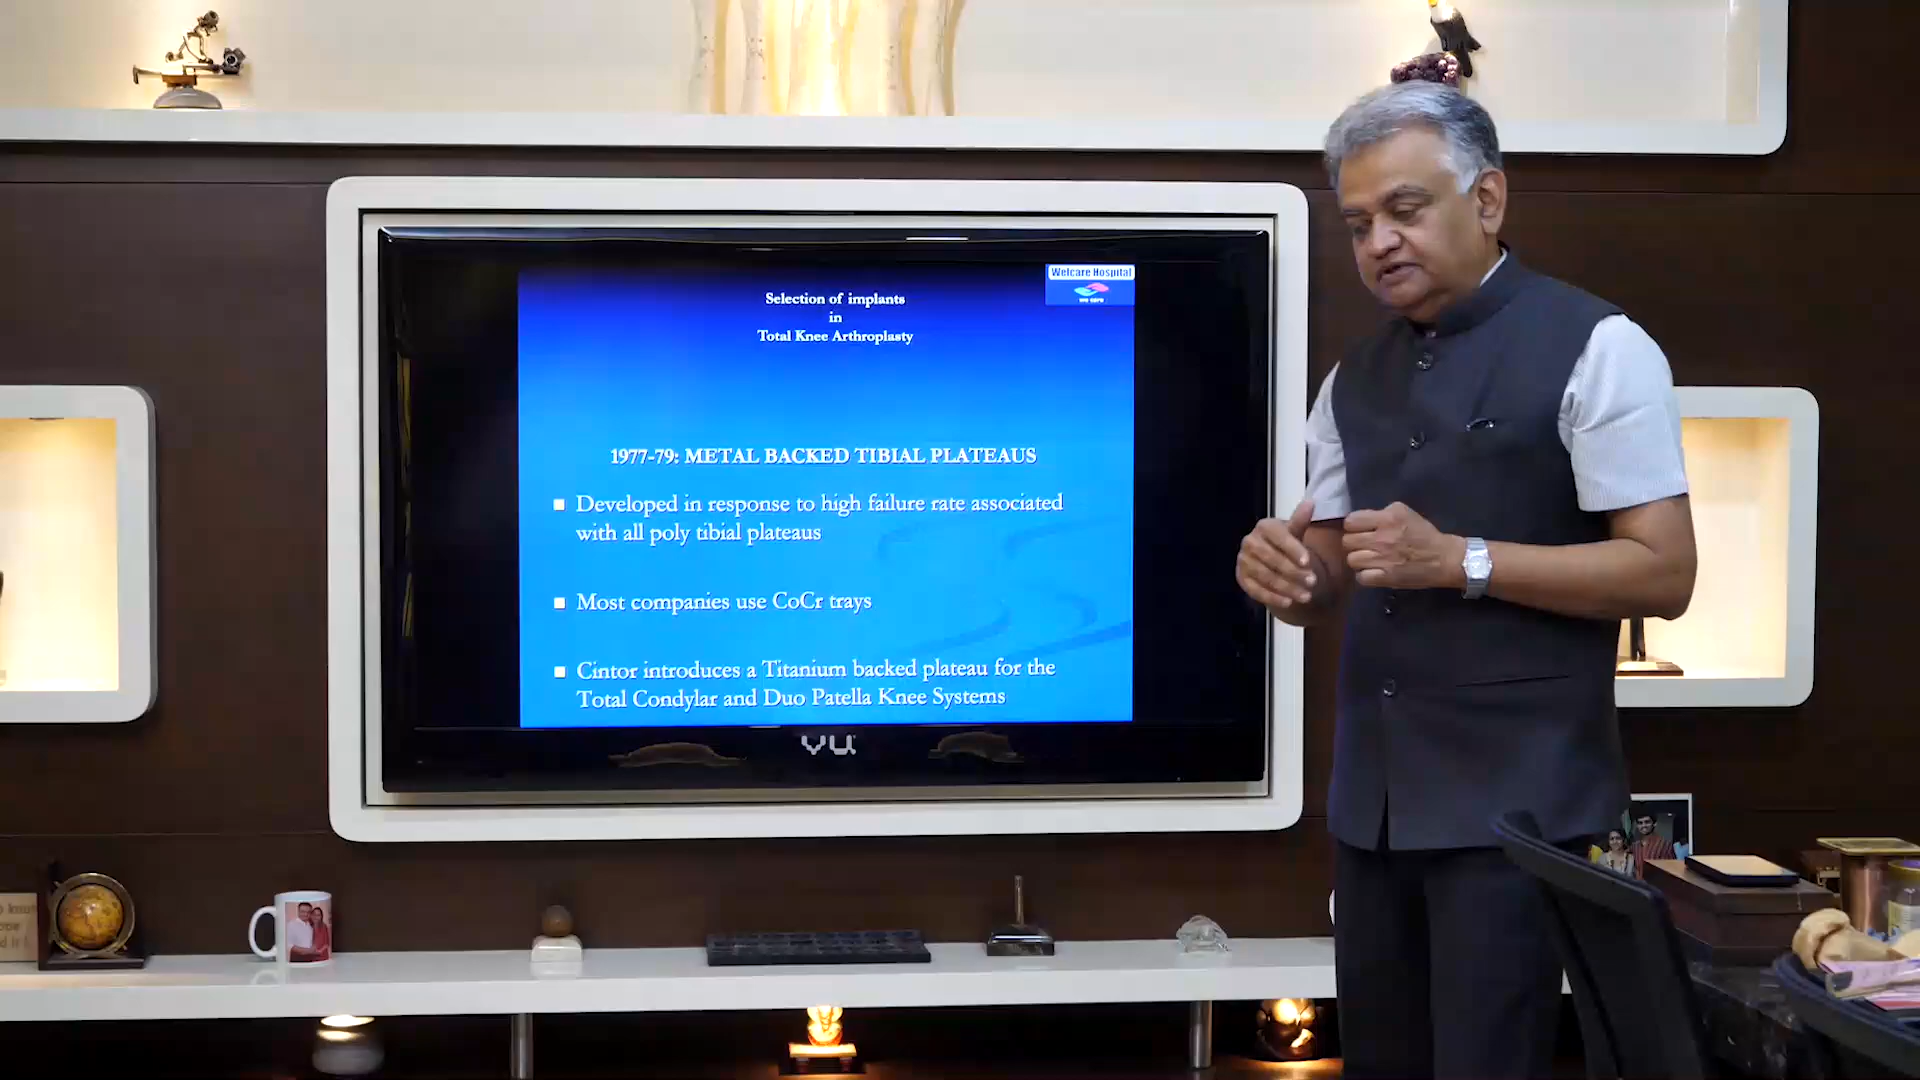 Welcare Hospital
we care
Selection of implants
in
Total Knee Arthroplasty
1977-79: METAL BACKED TIBIAL PLATEAUS
■ Developed in response to high failure rate associated
with all poly tibial plateaus
■ Most companies use CoCr trays
■ Cintor introduces a Titanium backed plateau for the
Total Condylar and Duo Patella Knee Systems
VU